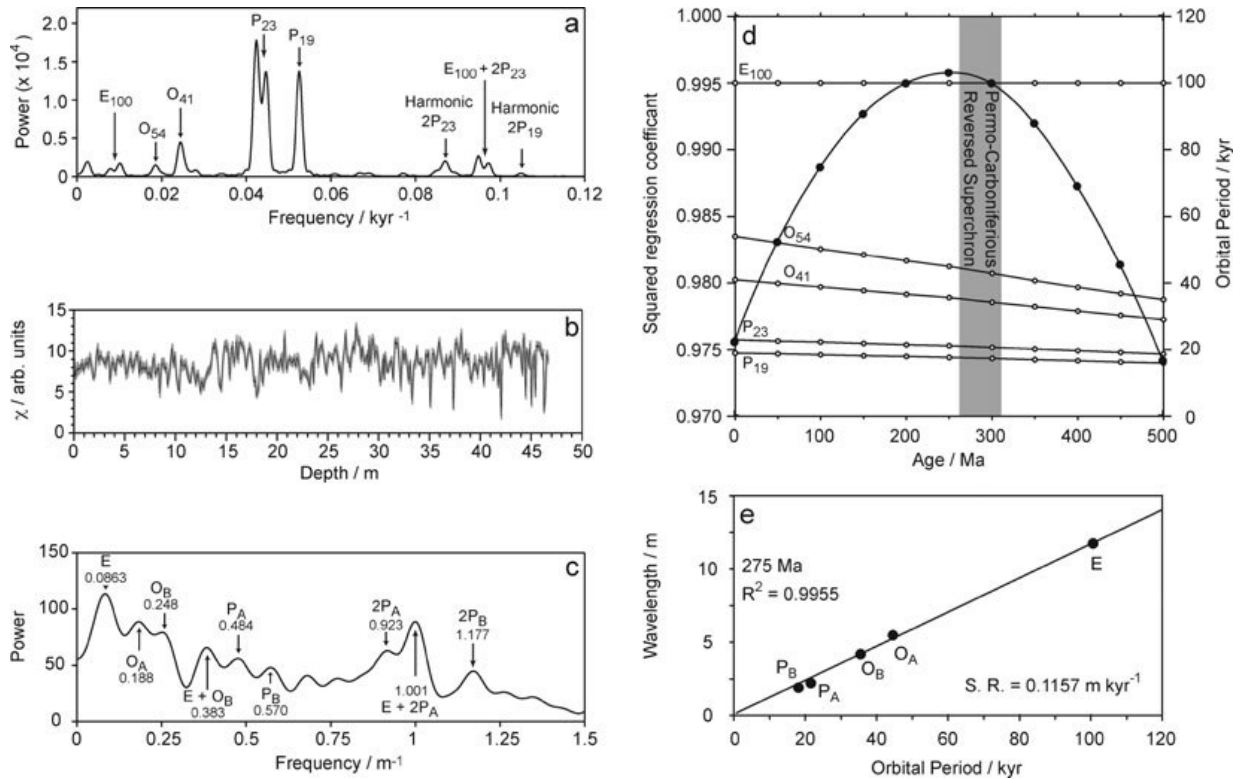 a
Power (x 10⁴)
2.0
1.5
1.0
0.5
0
P₂₃
P₁₉
E₁₀₀
O₅₄
O₄₁
E₁₀₀ + 2P₂₃
Harmonic
2P₂₃
Harmonic
2P₁₉
0 0.02 0.04 0.06 0.08 0.1 0.12
Frequency / kyr ⁻¹
b
χ / arb. units
15
10
5
0
0 5 10 15 20 25 30 35 40 45 50
Depth / m
c
Power
150
100
50
0
E
0.0863
O_A
0.188
O_B
0.248
E + O_B
0.383
P_A
0.484
P_B
0.570
2P_A
0.923
1.001
E + 2P_A
2P_B
1.177
0 0.25 0.5 0.75 1 1.25 1.5
Frequency / m⁻¹
d
Squared regression coefficant
1.000
0.995
0.990
0.985
0.980
0.975
0.970
E₁₀₀
O₅₄
O₄₁
P₂₃
P₁₉
Permo-Carboniferious
Reversed Superchron
120
100
80
60
40
20
0
Orbital Period / kyr
0 100 200 300 400 500
Age / Ma
e
Wavelength / m
15
10
5
0
275 Ma
R² = 0.9955
P_B
P_A
O_B
O_A
E
S. R. = 0.1157 m kyr⁻¹
0 20 40 60 80 100 120
Orbital Period / kyr